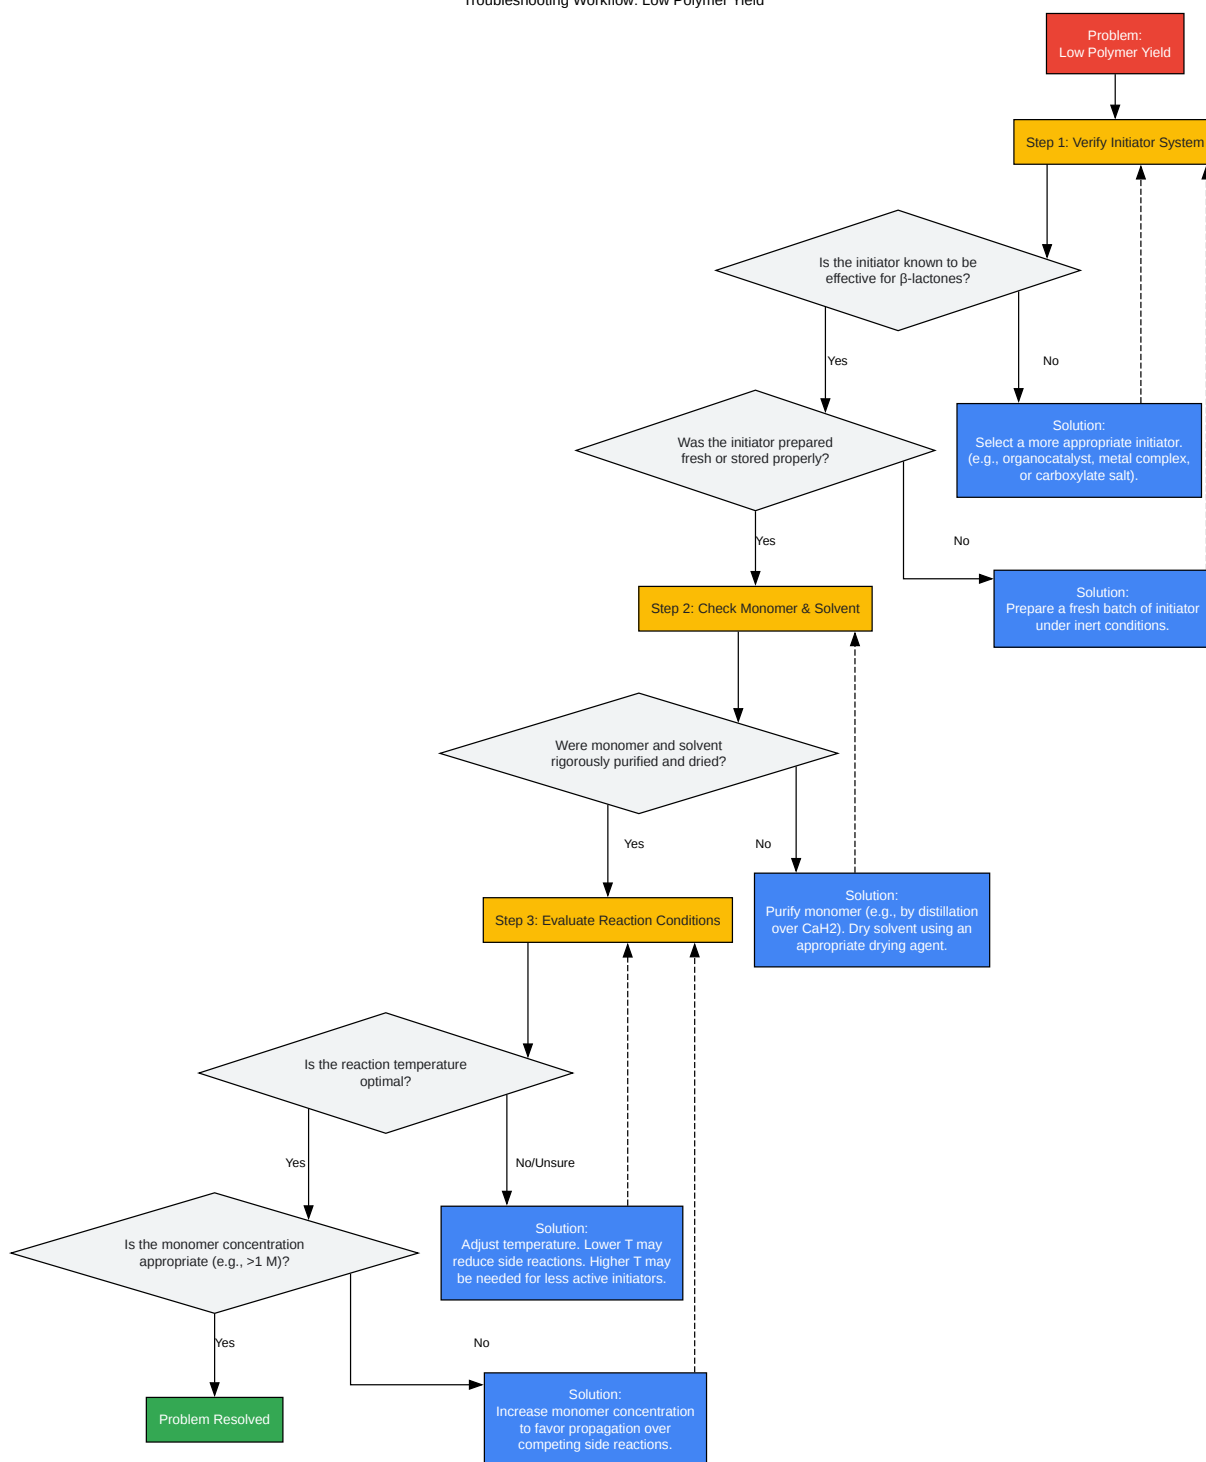 Troubleshooting Workflow: Low Polymer Yield
Problem:
Low Polymer Yield
Step 1: Verify Initiator System
Is the initiator known to be
effective for β-lactones?
Yes
No
Solution:
Select a more appropriate initiator.
(e.g., organocatalyst, metal complex,
or carboxylate salt).
Was the initiator prepared
fresh or stored properly?
Yes
No
Solution:
Prepare a fresh batch of initiator
under inert conditions.
Step 2: Check Monomer & Solvent
Were monomer and solvent
rigorously purified and dried?
Yes
No
Solution:
Purify monomer (e.g., by distillation
over CaH2). Dry solvent using an
appropriate drying agent.
Step 3: Evaluate Reaction Conditions
Is the reaction temperature
optimal?
Yes
No/Unsure
Solution:
Adjust temperature. Lower T may
reduce side reactions. Higher T may
be needed for less active initiators.
Is the monomer concentration
appropriate (e.g., >1 M)?
Yes
No
Solution:
Increase monomer concentration
to favor propagation over
competing side reactions.
Problem Resolved